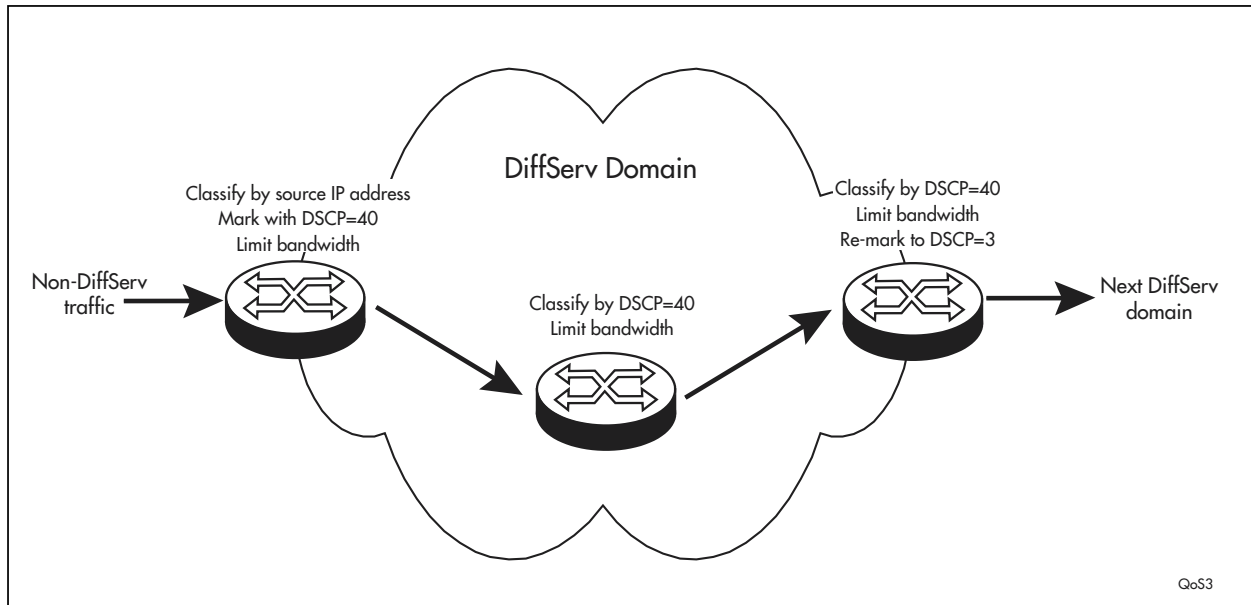 DiffServ Domain
Classify by source IP address
Mark with DSCP=40
Limit bandwidth
Non-DiffServ
traffic
Classify by DSCP=40
Limit bandwidth
Classify by DSCP=40
Limit bandwidth
Re-mark to DSCP=3
Next DiffServ
domain
QoS3